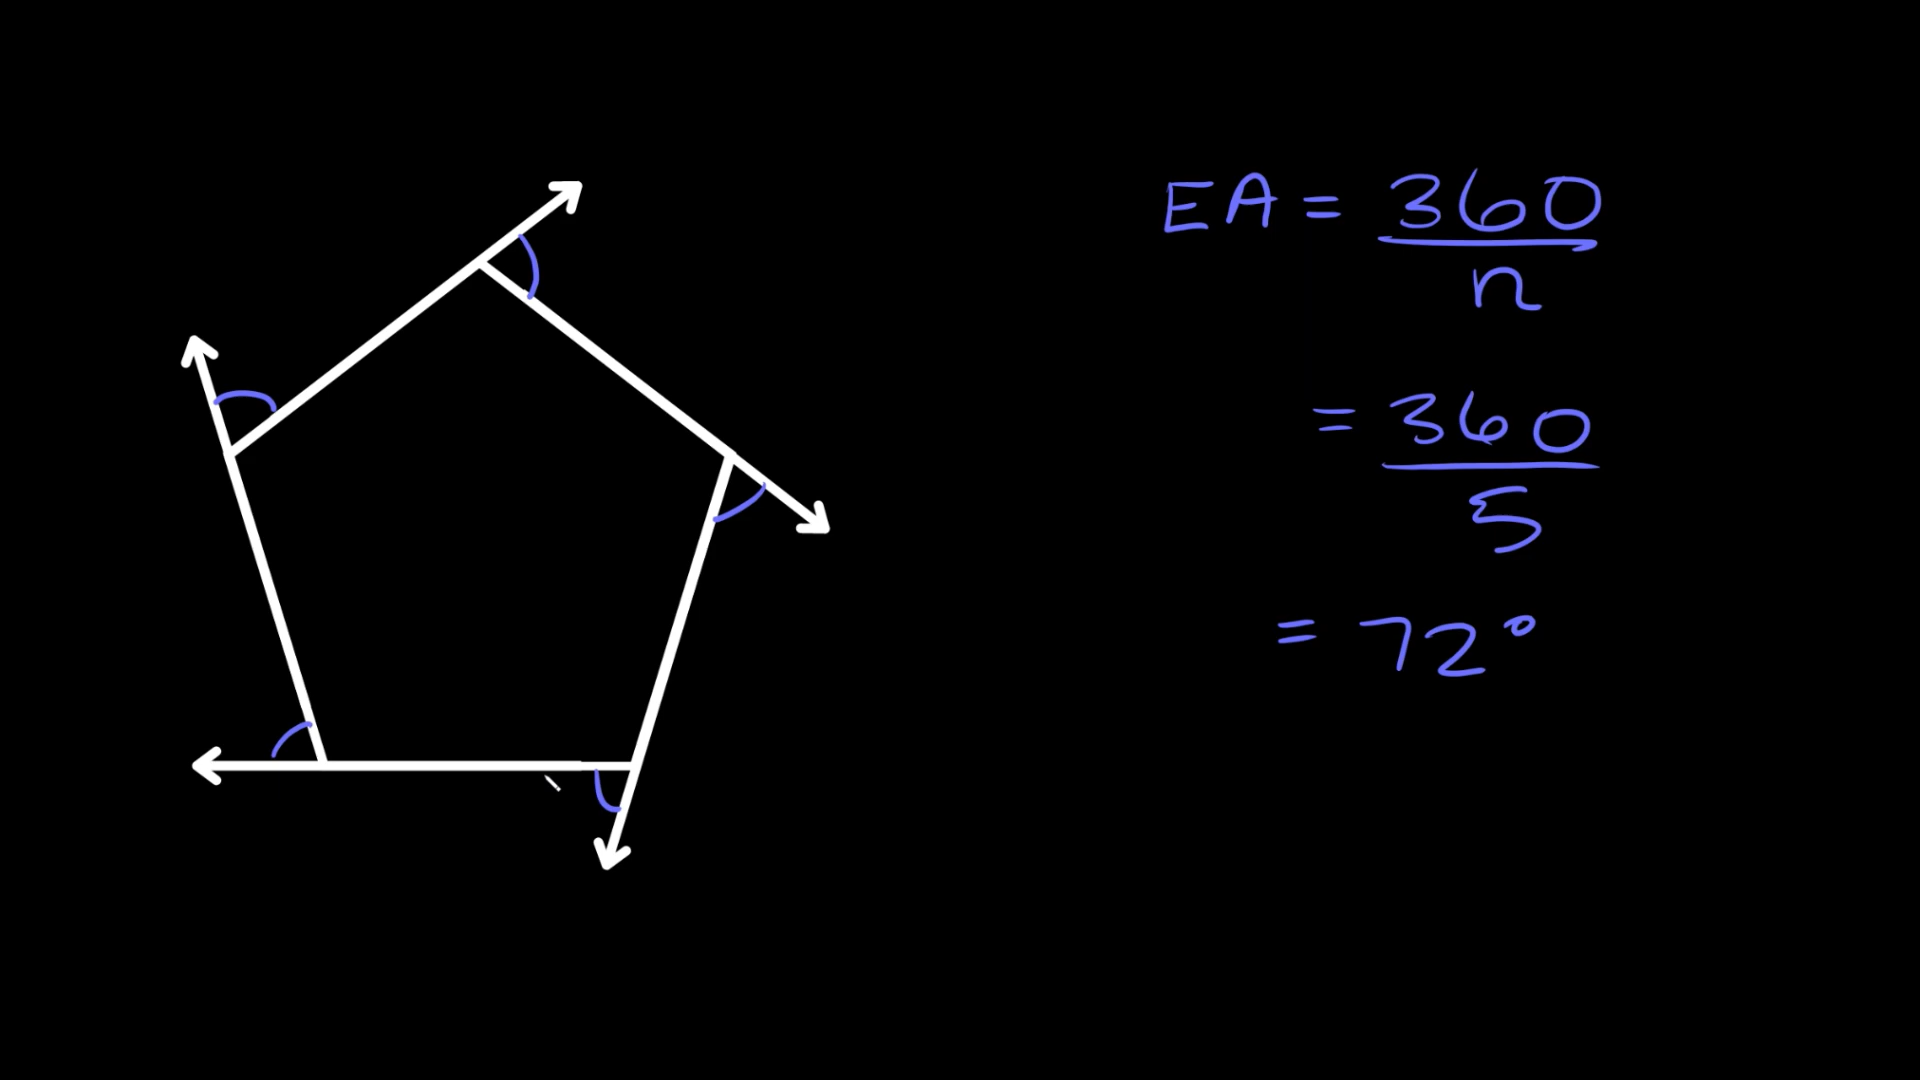 EA = 360
n
= 360
5
= 72°